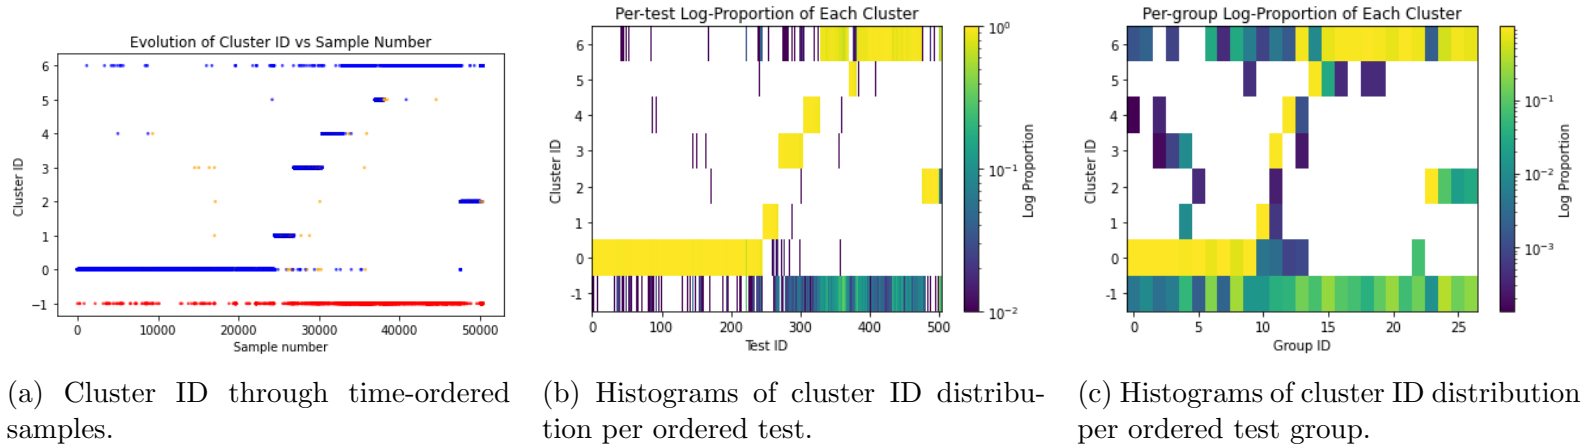 Evolution of Cluster ID vs Sample Number
Cluster ID
6
5
4
3
2
1
0
−1
0 10000 20000 30000 40000 50000
Sample number
Per-test Log-Proportion of Each Cluster
Cluster ID
6
5
4
3
2
1
0
-1
0 100 200 300 400 500
Test ID
10⁰
10⁻¹
10⁻²
Log Proportion
Per-group Log-Proportion of Each Cluster
Cluster ID
6
5
4
3
2
1
0
-1
0 5 10 15 20 25
Group ID
10⁻¹
10⁻²
10⁻³
Log Proportion
(a) Cluster ID through time-ordered
samples.
(b) Histograms of cluster ID distribu-
tion per ordered test.
(c) Histograms of cluster ID distribution
per ordered test group.